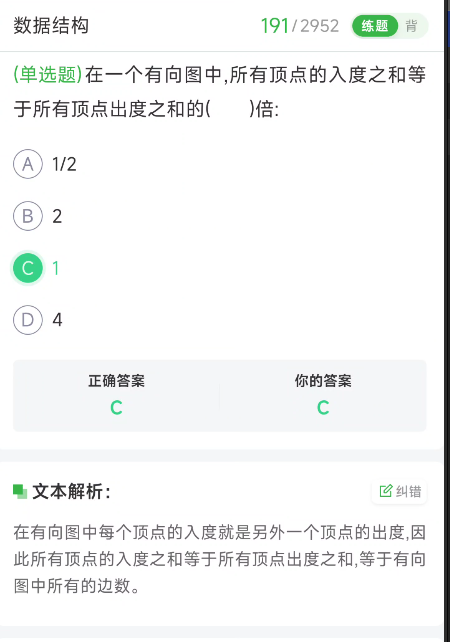 数据结构 191/2952 练题 背
(单选题)在一个有向图中,所有顶点的入度之和等
于所有顶点出度之和的(  )倍:
A 1/2
B 2
C 1
D 4
正确答案 你的答案
C C
文本解析: 纠错
在有向图中每个顶点的入度就是另外一个顶点的出度,因
此所有顶点的入度之和等于所有顶点出度之和,等于有向
图中所有的边数。